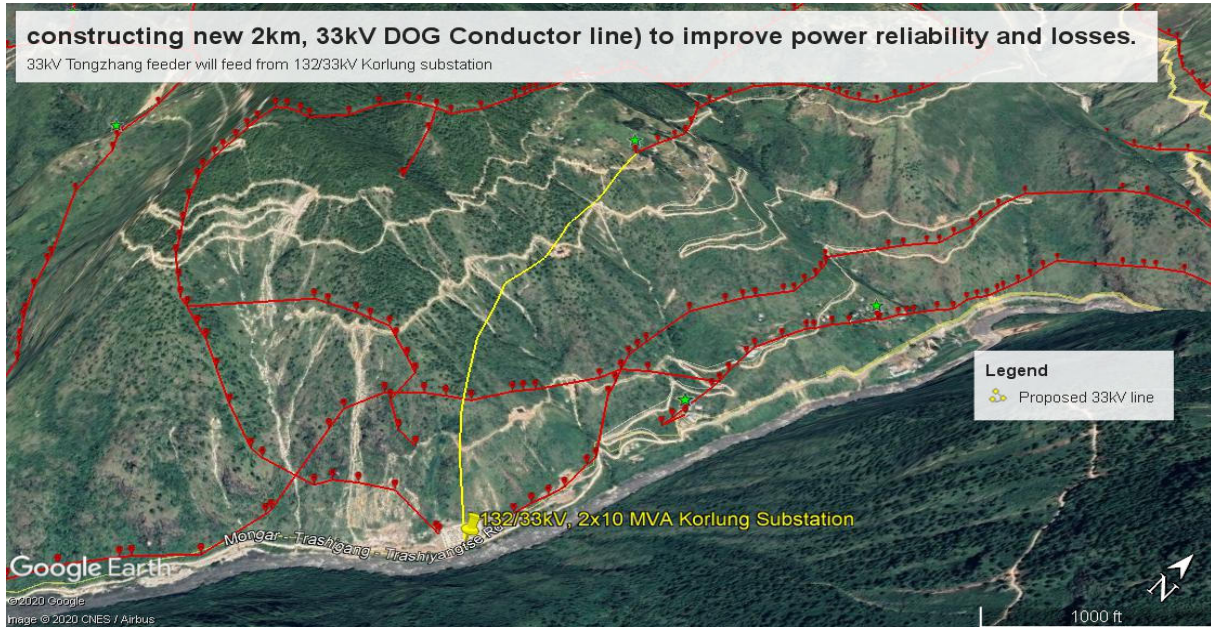 constructing new 2km, 33kV DOG Conductor line) to improve power reliability and losses.
33kV Tongzhang feeder will feed from 132/33kV Korlung substation
Legend
Proposed 33kV line
132/33kV, 2x10 MVA Korlung Substation
Mongar - Trashigang - Trashiyangtse
Google Earth
©2020 Google
Image © 2020 CNES / Airbus
N
1000 ft